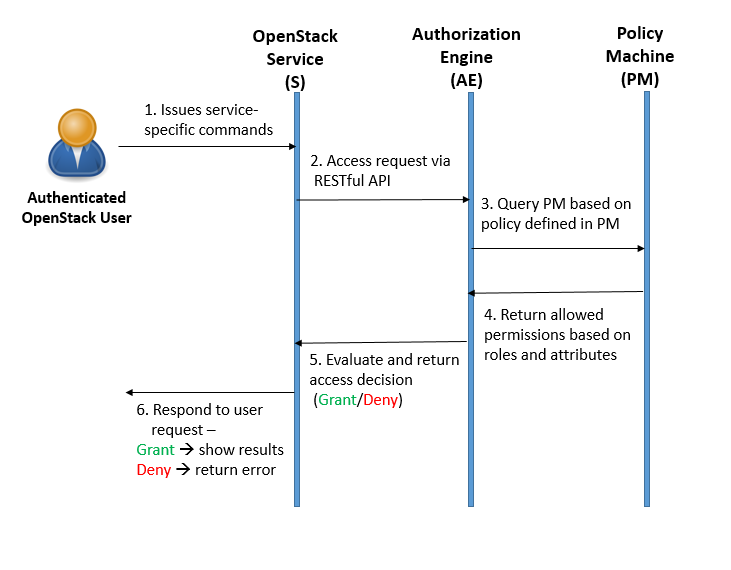 OpenStack
Service
(S)
Authorization
Engine
(AE)
Policy
Machine
(PM)
1. Issues service-
specific commands
2. Access request via
RESTful API
Authenticated
OpenStack User
3. Query PM based on
policy defined in PM
4. Return allowed
permissions based on
roles and attributes
5. Evaluate and return
access decision
(Grant/Deny)
6. Respond to user
request –
Grant → show results
Deny → return error